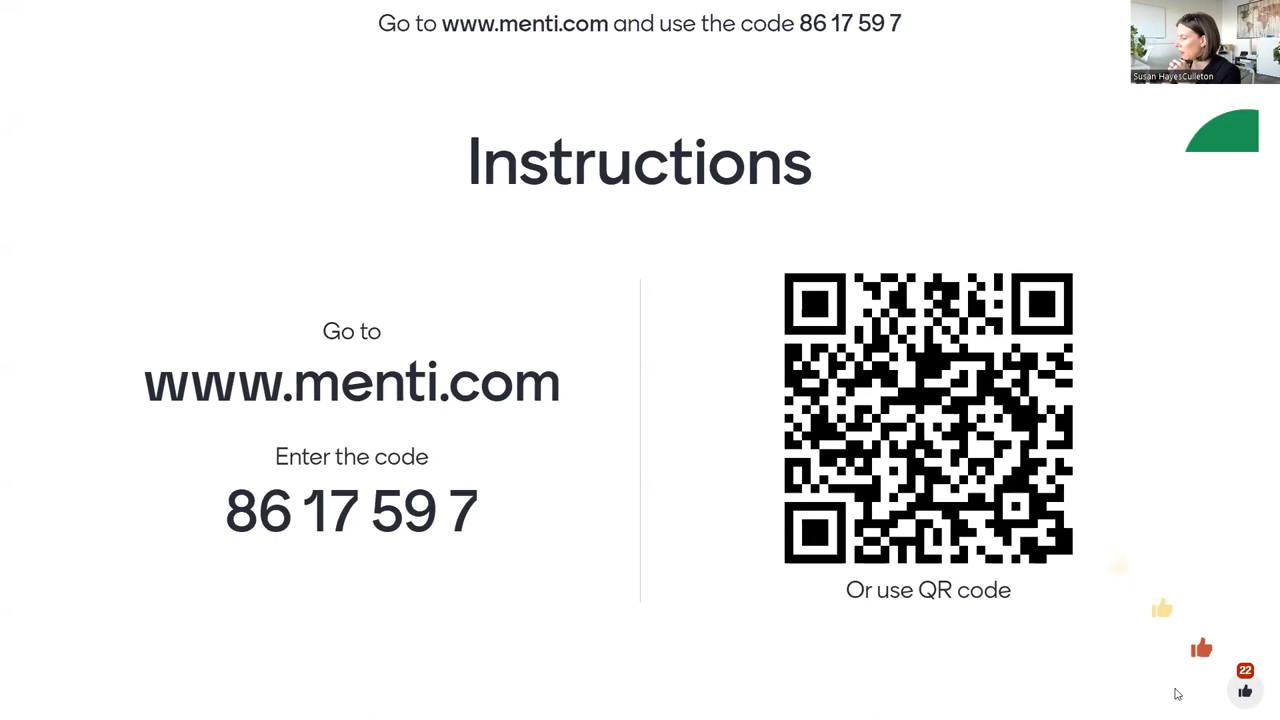 Go to www.menti.com and use the code 86 17 59 7
Susan HayesCulleton
Instructions
Go to
www.menti.com
Enter the code
86 17 59 7
Or use QR code
22